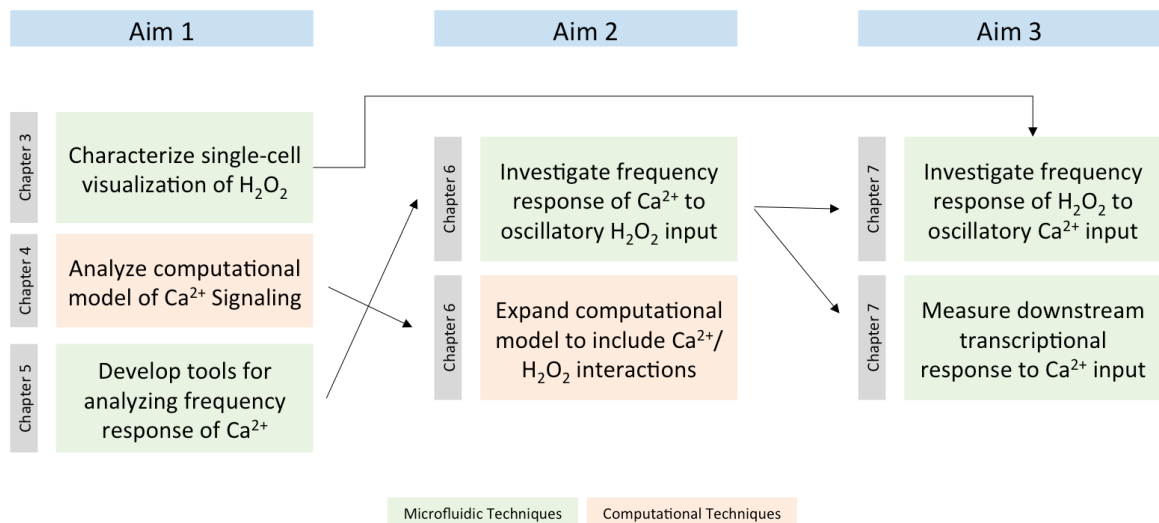 Aim 1
Aim 2
Aim 3
Chapter 3
Characterize single-cell
visualization of H₂O₂
Chapter 4
Analyze computational
model of Ca²⁺ Signaling
Chapter 5
Develop tools for
analyzing frequency
response of Ca²⁺
Chapter 6
Investigate frequency
response of Ca²⁺ to
oscillatory H₂O₂ input
Chapter 6
Expand computational
model to include Ca²⁺/
H₂O₂ interactions
Chapter 7
Investigate frequency
response of H₂O₂ to
oscillatory Ca²⁺ input
Chapter 7
Measure downstream
transcriptional
response to Ca²⁺ input
Microfluidic Techniques
Computational Techniques